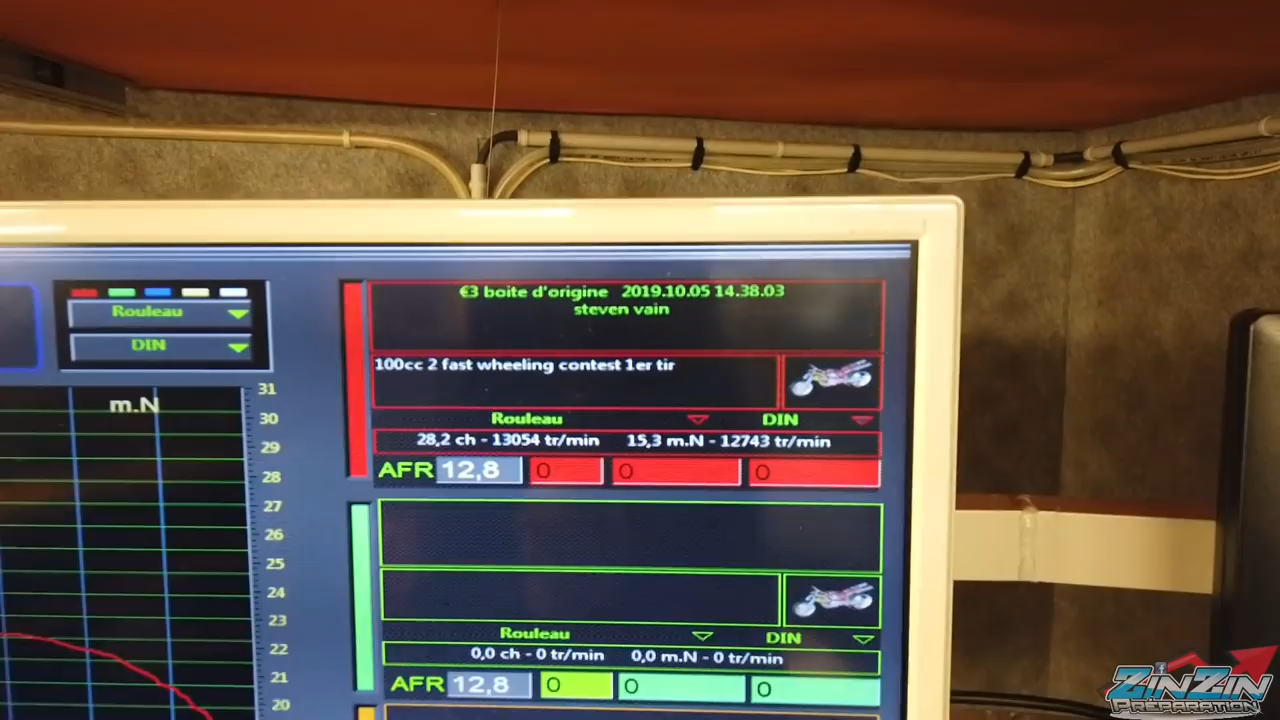 €3 boite d'origine 2019.10.05 14.38.03
steven vain
Rouleau
DIN
100cc 2 fast wheeling contest 1er tir
Rouleau DIN
28,2 ch - 13054 tr/min 15,3 m.N - 12743 tr/min
AFR 12,8 0 0 0
m.N
31
30
29
28
27
26
25
24
23
22
21
20
Rouleau DIN
0,0 ch - 0 tr/min 0,0 m.N - 0 tr/min
AFR 12,8 0 0 0
f
ZiNZiN
PREPARATION